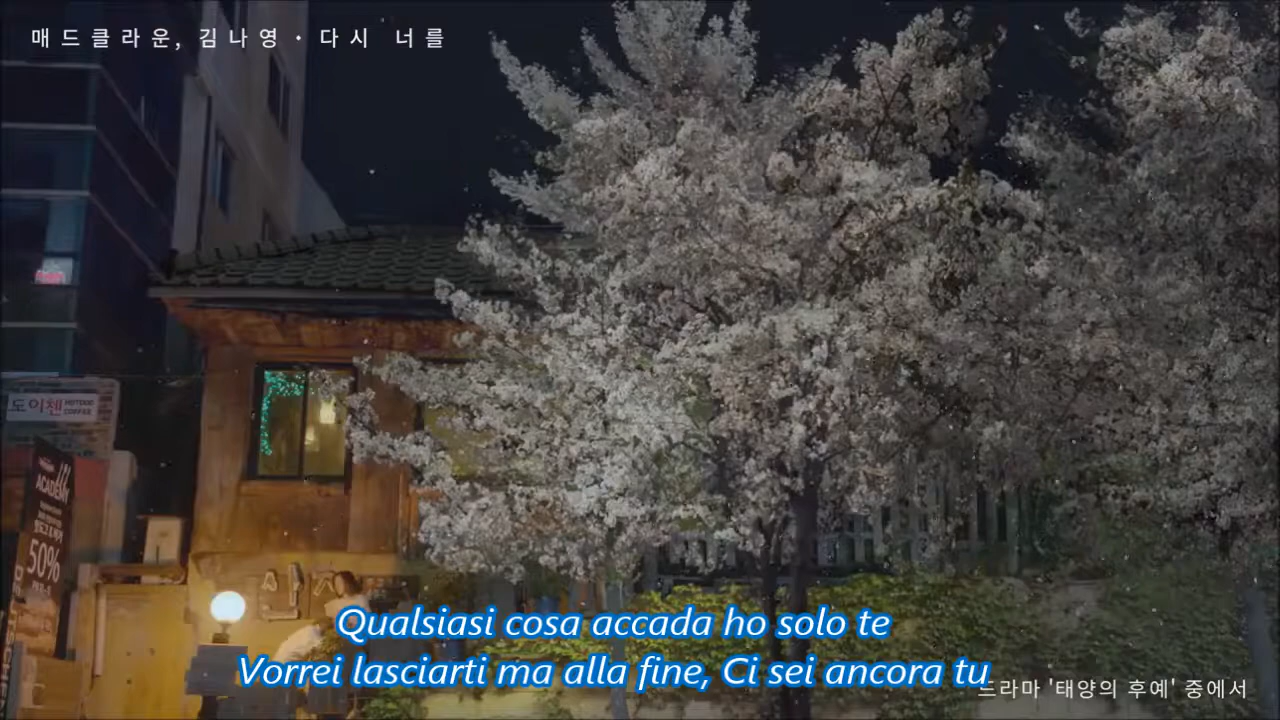 매드클라운, 김나영 · 다시 너를
도이첸
HOTDOG
COFFEE
ACADEMY
50%
Qualsiasi cosa accada ho solo te
Vorrei lasciarti ma alla fine, Ci sei ancora tu
드라마 '태양의 후예' 중에서